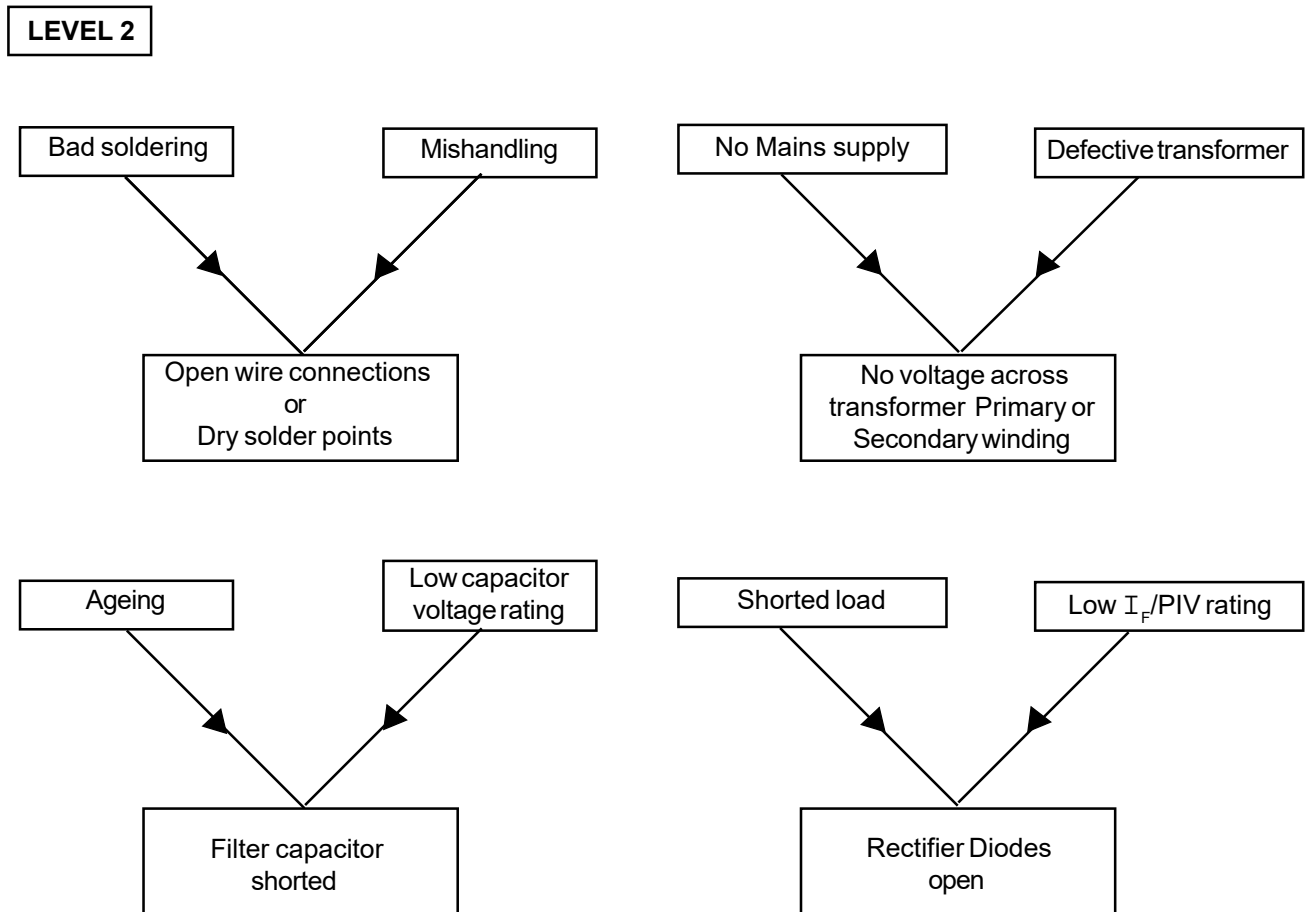 LEVEL 2
Bad soldering
Mishandling
Open wire connections
or
Dry solder points
No Mains supply
Defective transformer
No voltage across
transformer Primary or
Secondary winding
Ageing
Low capacitor
voltage rating
Filter capacitor
shorted
Shorted load
Low I_F/PIV rating
Rectifier Diodes
open